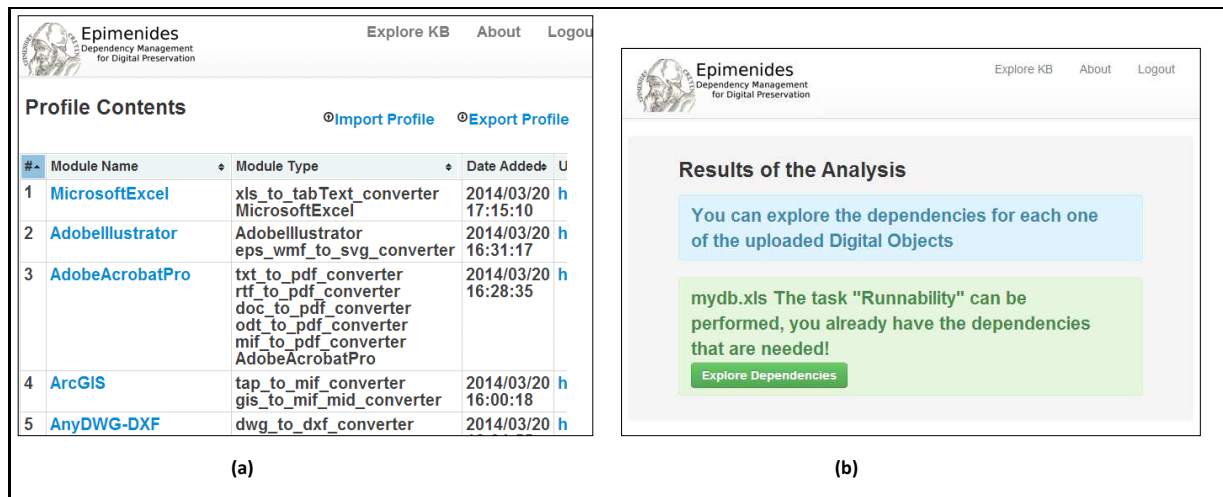 Epimenides
Dependency Management
for Digital Preservation
Explore KB About Logou
Profile Contents
Import Profile Export Profile
# Module Name Module Type Date Added U
1 MicrosoftExcel xls_to_tabText_converter 2014/03/20 h
MicrosoftExcel 17:15:10
2 AdobeIllustrator AdobeIllustrator 2014/03/20 h
eps_wmf_to_svg_converter 16:31:17
3 AdobeAcrobatPro txt_to_pdf_converter 2014/03/20 h
rtf_to_pdf_converter 16:28:35
doc_to_pdf_converter
odt_to_pdf_converter
mif_to_pdf_converter
AdobeAcrobatPro
4 ArcGIS tap_to_mif_converter 2014/03/20 h
gis_to_mif_mid_converter 16:00:18
5 AnyDWG-DXF dwg_to_dxf_converter 2014/03/20 h
(a)
Epimenides
Dependency Management
for Digital Preservation
Explore KB About Logout
Results of the Analysis
You can explore the dependencies for each one
of the uploaded Digital Objects
mydb.xls The task "Runnability" can be
performed, you already have the dependencies
that are needed!
Explore Dependencies
(b)